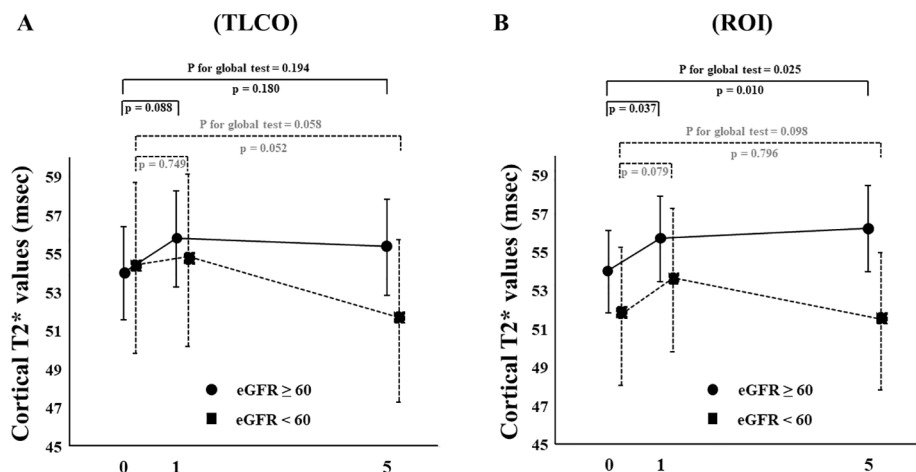 A (TLCO)
P for global test = 0.194
p = 0.180
p = 0.088
P for global test = 0.058
p = 0.052
p = 0.749
Cortical T2* values (msec)
59
57
55
53
51
49
47
45
eGFR ≥ 60
eGFR < 60
0 1 5
B (ROI)
P for global test = 0.025
p = 0.010
p = 0.037
P for global test = 0.098
p = 0.796
p = 0.079
Cortical T2* values (msec)
59
57
55
53
51
49
47
45
eGFR ≥ 60
eGFR < 60
0 1 5